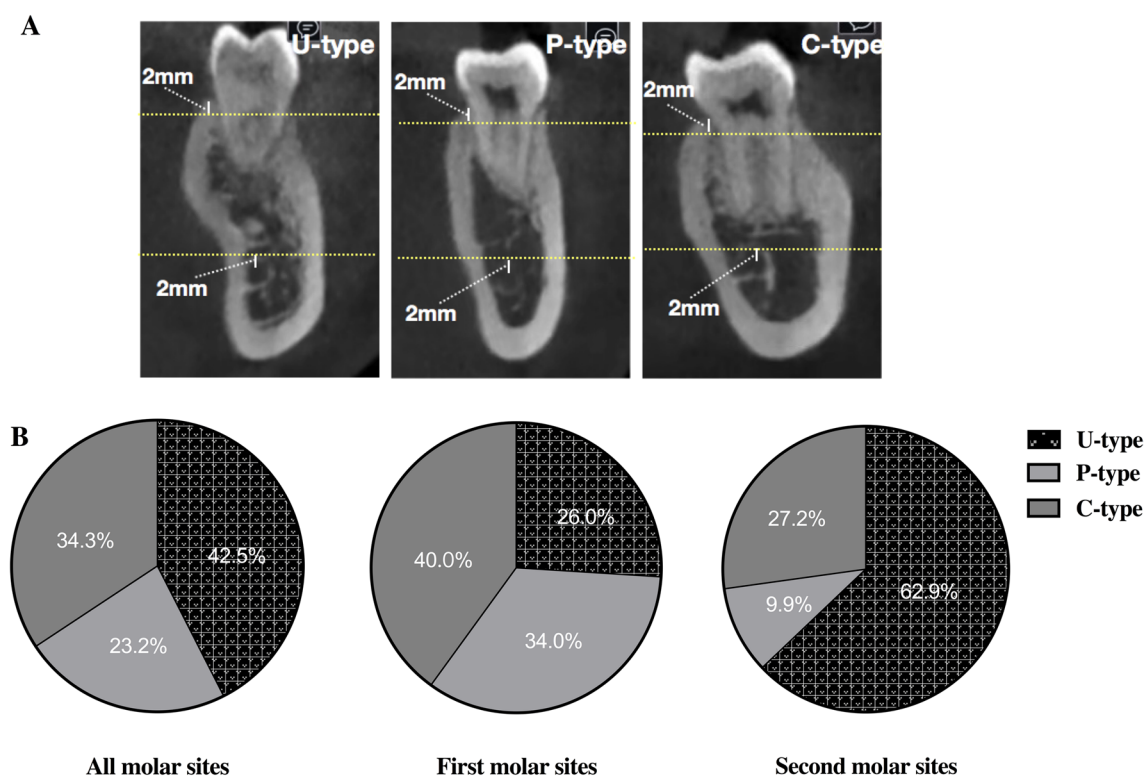 A
U-type
P-type
C-type
2mm
2mm
2mm
2mm
2mm
2mm
B
U-type
P-type
C-type
34.3%
42.5%
23.2%
26.0%
40.0%
34.0%
27.2%
9.9%
62.9%
All molar sites
First molar sites
Second molar sites